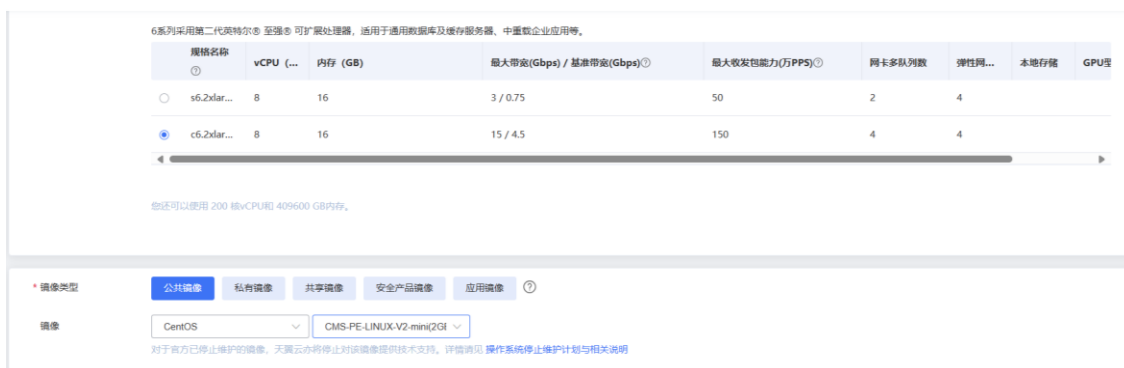 6系列采用第二代英特尔® 至强® 可扩展处理器，适用于通用数据库及缓存服务器、中重载企业应用等。
规格名称 vCPU (... 内存 (GB) 最大带宽(Gbps) / 基准带宽(Gbps) 最大收发包能力(万PPS) 网卡多队列数 弹性网... 本地存储 GPU型
s6.2xlar... 8 16 3 / 0.75 50 2 4
c6.2xlar... 8 16 15 / 4.5 150 4 4
您还可以使用 200 核vCPU和 409600 GB内存。
* 镜像类型 公共镜像 私有镜像 共享镜像 安全产品镜像 应用镜像
镜像 CentOS CMS-PE-LINUX-V2-mini(2GB
对于官方已停止维护的镜像，天翼云亦将停止对该镜像提供技术支持。详情请见 操作系统停止维护计划与相关说明